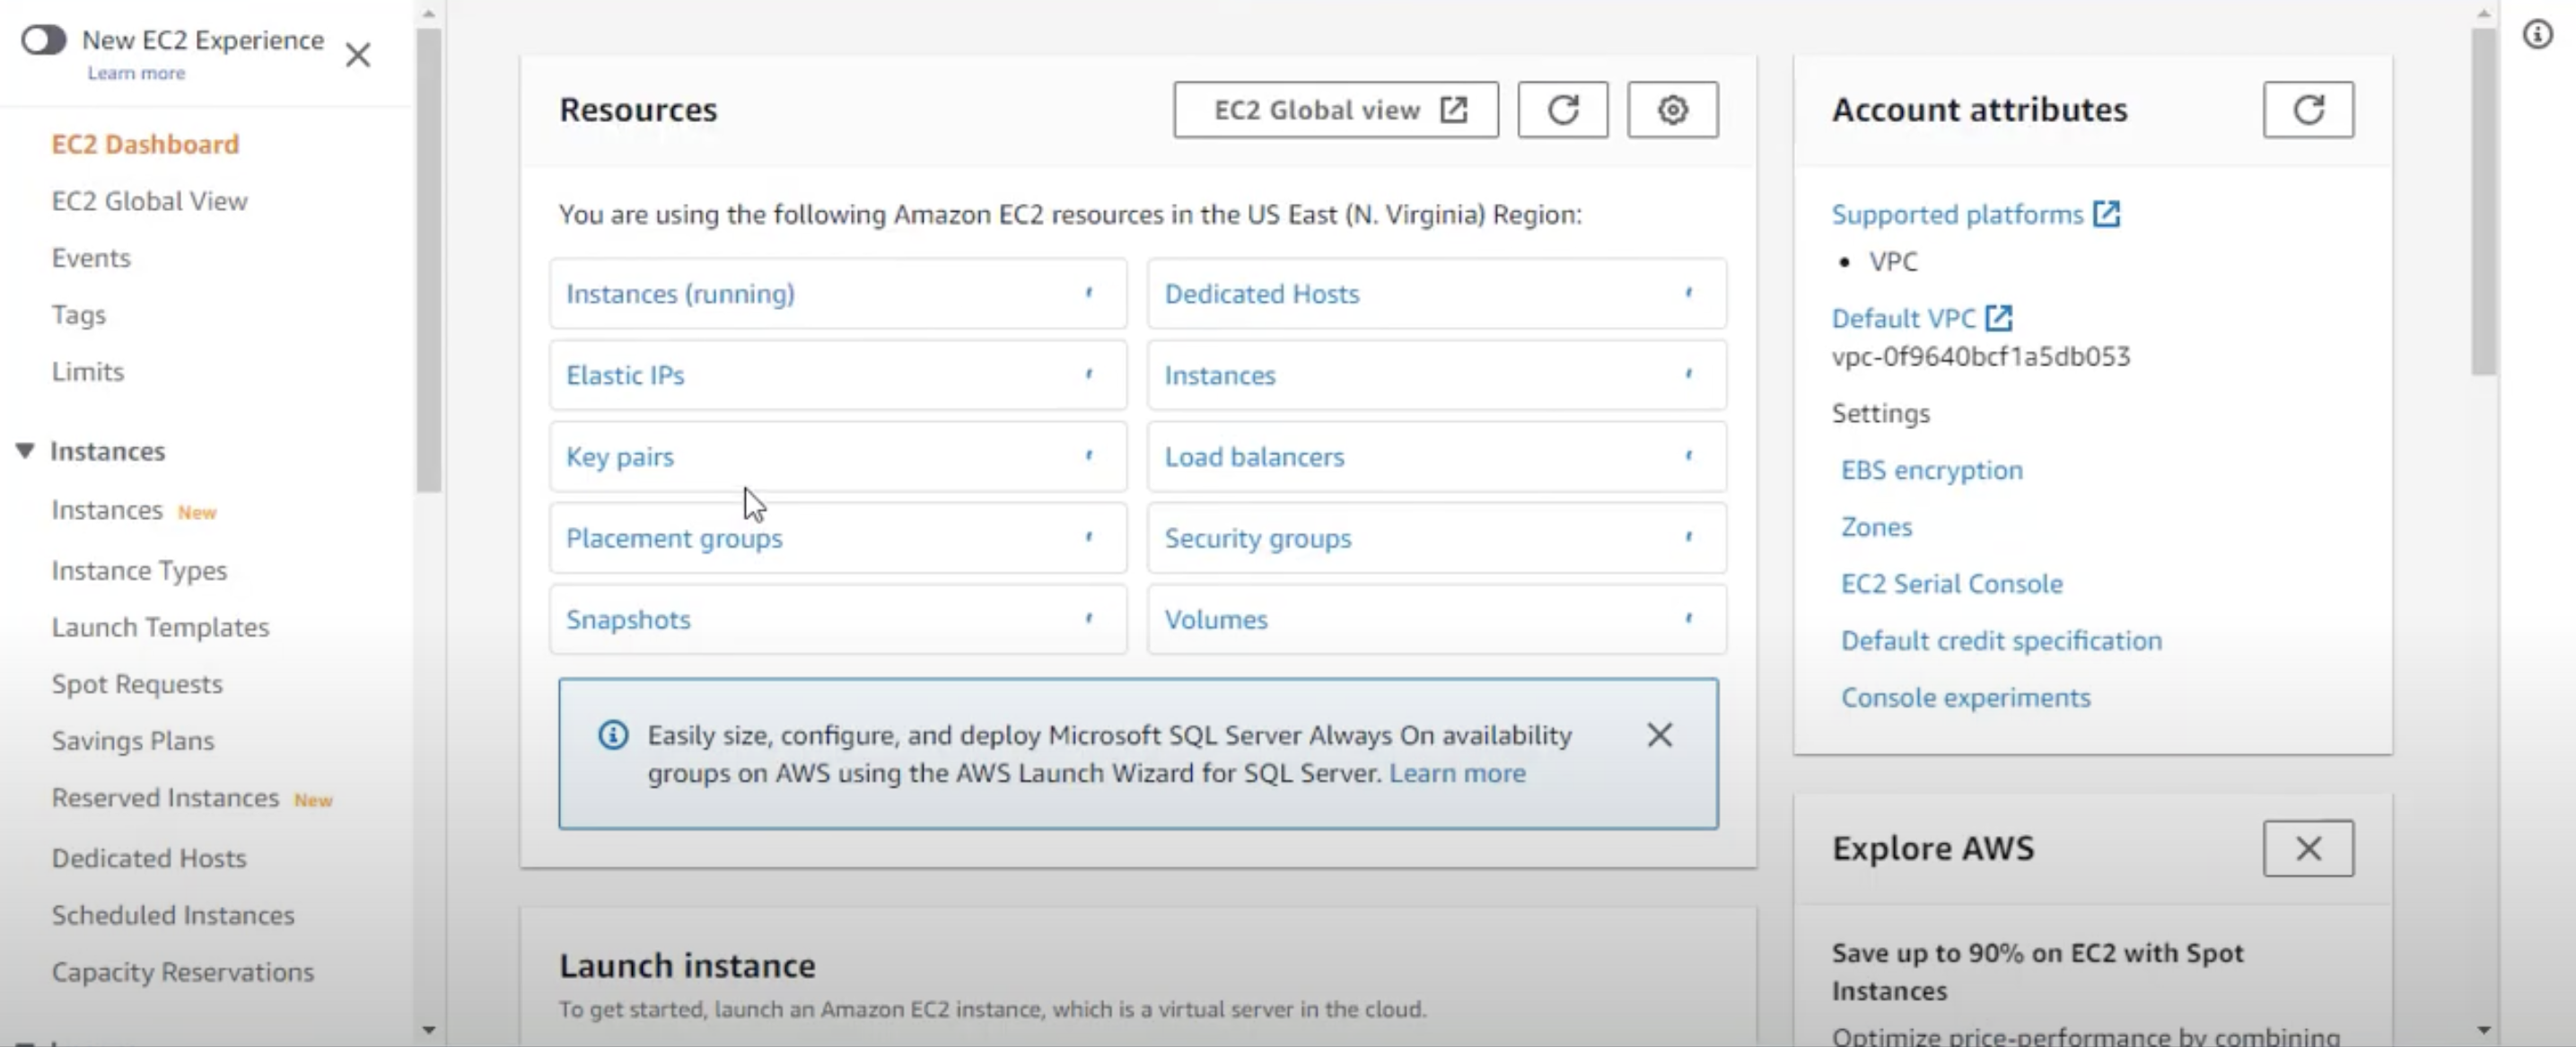 New EC2 Experience
Learn more
EC2 Dashboard
EC2 Global View
Events
Tags
Limits
Instances
Instances New
Instance Types
Launch Templates
Spot Requests
Savings Plans
Reserved Instances New
Dedicated Hosts
Scheduled Instances
Capacity Reservations
Resources
EC2 Global view
You are using the following Amazon EC2 resources in the US East (N. Virginia) Region:
Instances (running)
Dedicated Hosts
Elastic IPs
Instances
Key pairs
Load balancers
Placement groups
Security groups
Snapshots
Volumes
Easily size, configure, and deploy Microsoft SQL Server Always On availability
groups on AWS using the AWS Launch Wizard for SQL Server. Learn more
Launch instance
To get started, launch an Amazon EC2 instance, which is a virtual server in the cloud.
Account attributes
Supported platforms
• VPC
Default VPC
vpc-0f9640bcf1a5db053
Settings
EBS encryption
Zones
EC2 Serial Console
Default credit specification
Console experiments
Explore AWS
Save up to 90% on EC2 with Spot
Instances
Optimize price-performance by combining